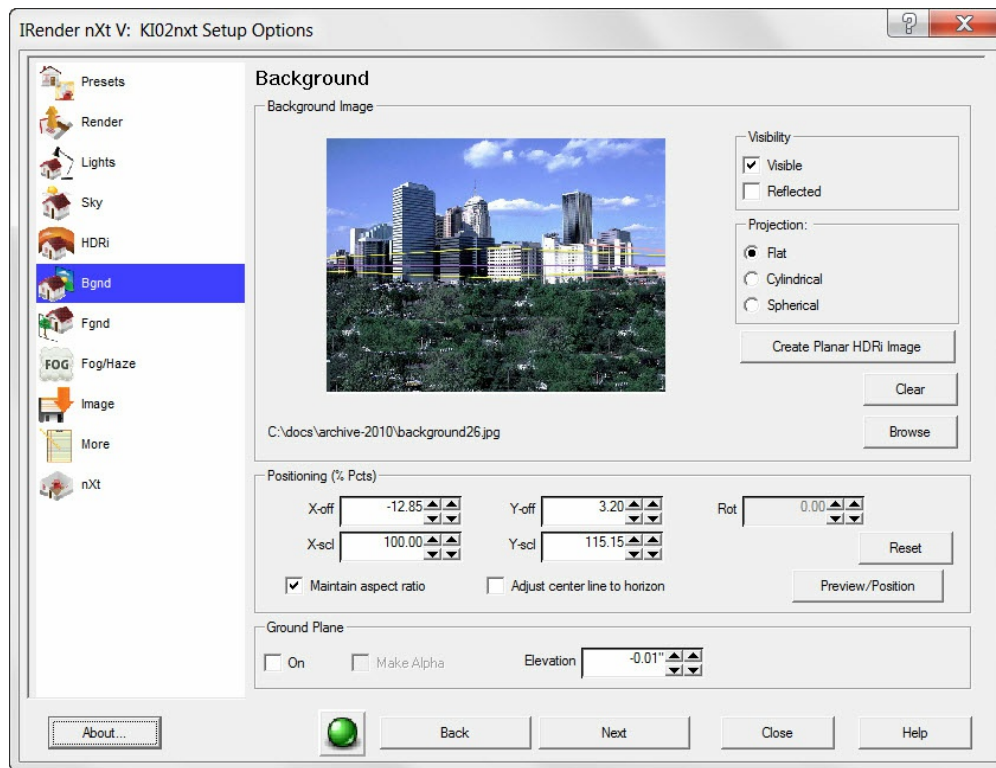 IRender nXt V: KI02nxt Setup Options
Presets
Render
Lights
Sky
HDRi
Bgnd
Fgnd
FOG Fog/Haze
Image
More
nXt
Background
Background Image
Visibility
Visible
Reflected
Projection:
Flat
Cylindrical
Spherical
Create Planar HDRi Image
Clear
C:\docs\archive-2010\background26.jpg
Browse
Positioning (% Pcts)
X-off -12.85 Y-off 3.20 Rot 0.00
X-scl 100.00 Y-scl 115.15 Reset
Maintain aspect ratio Adjust center line to horizon Preview/Position
Ground Plane
On Make Alpha Elevation -0.01"
About... Back Next Close Help